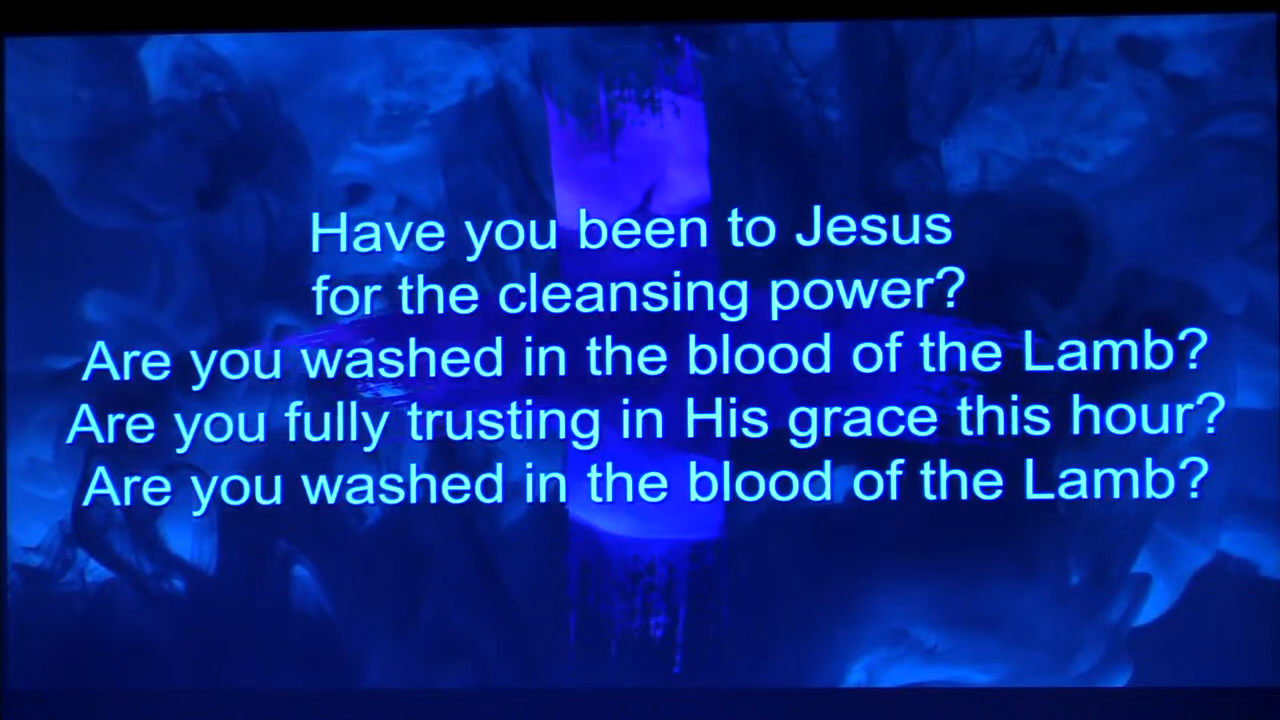 Have you been to Jesus
for the cleansing power?
Are you washed in the blood of the Lamb?
Are you fully trusting in His grace this hour?
Are you washed in the blood of the Lamb?